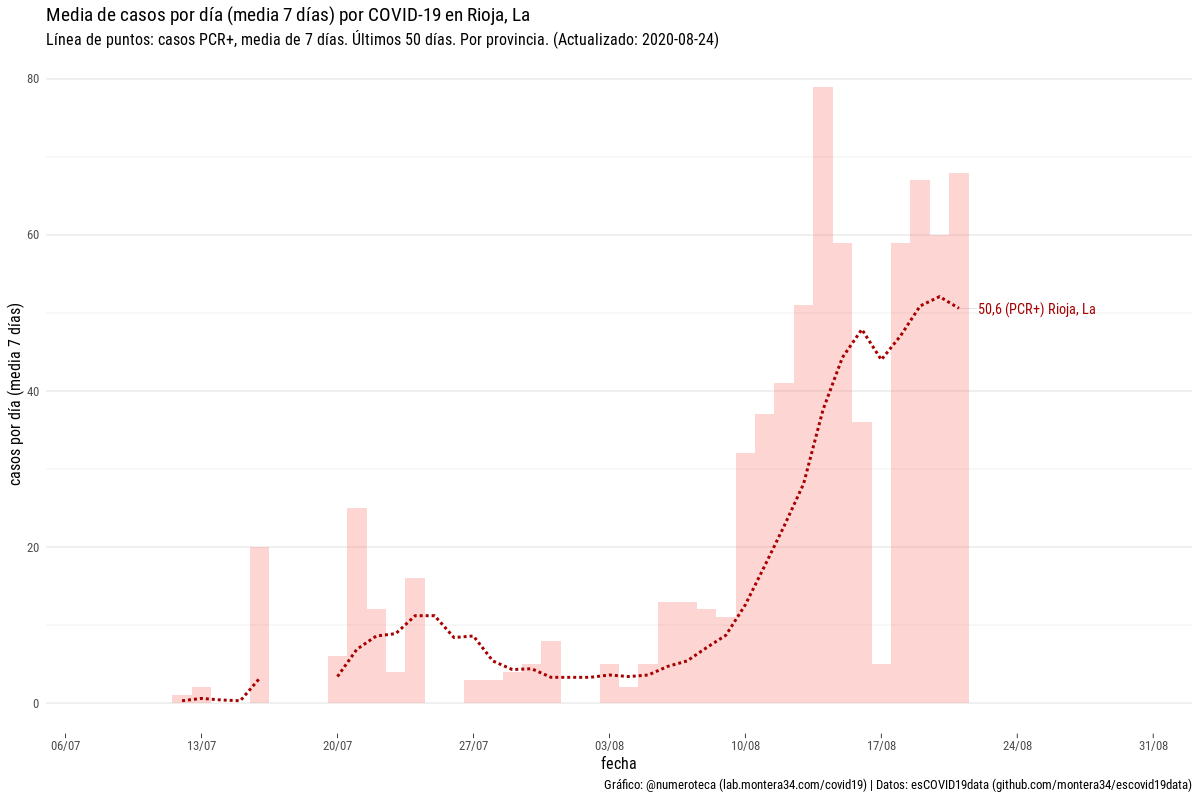 Media de casos por día (media 7 días) por COVID-19 en Rioja, La
Línea de puntos: casos PCR+, media de 7 días. Últimos 50 días. Por provincia. (Actualizado: 2020-08-24)
casos por día (media 7 días)
80
60
40
20
0
50,6 (PCR+) Rioja, La
06/07 13/07 20/07 27/07 03/08 10/08 17/08 24/08 31/08
fecha
Gráfico: @numeroteca (lab.montera34.com/covid19) | Datos: esCOVID19data (github.com/montera34/escovid19data)